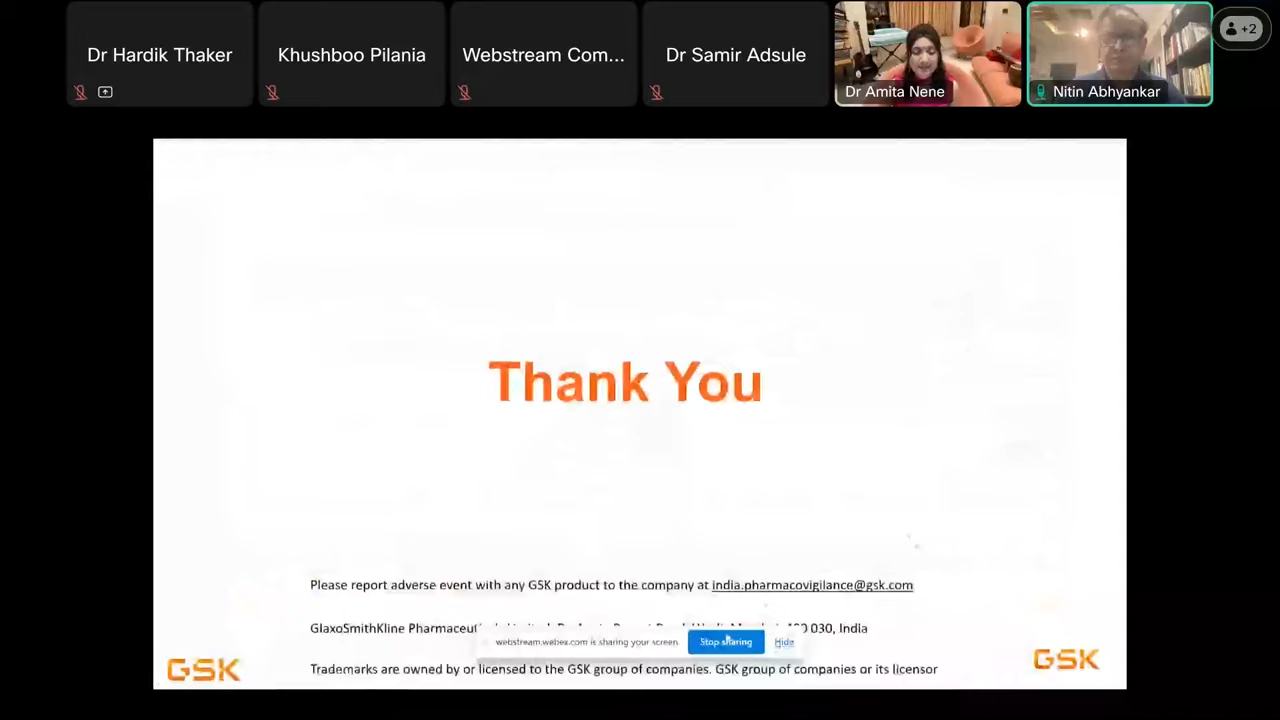 Dr Hardik Thaker
Khushboo Pilania
Webstream Com...
Dr Samir Adsule
Dr Amita Nene
Nitin Abhyankar
+2
Thank You
Please report adverse event with any GSK product to the company at india.pharmacovigilance@gsk.com
GlaxoSmithKline 030, India
webstream.webex.com is sharing your screen Stop sharing Hide
Trademarks are owned by or licensed to the GSK group of companies. GSK group of companies or its licensor
GSK
GSK